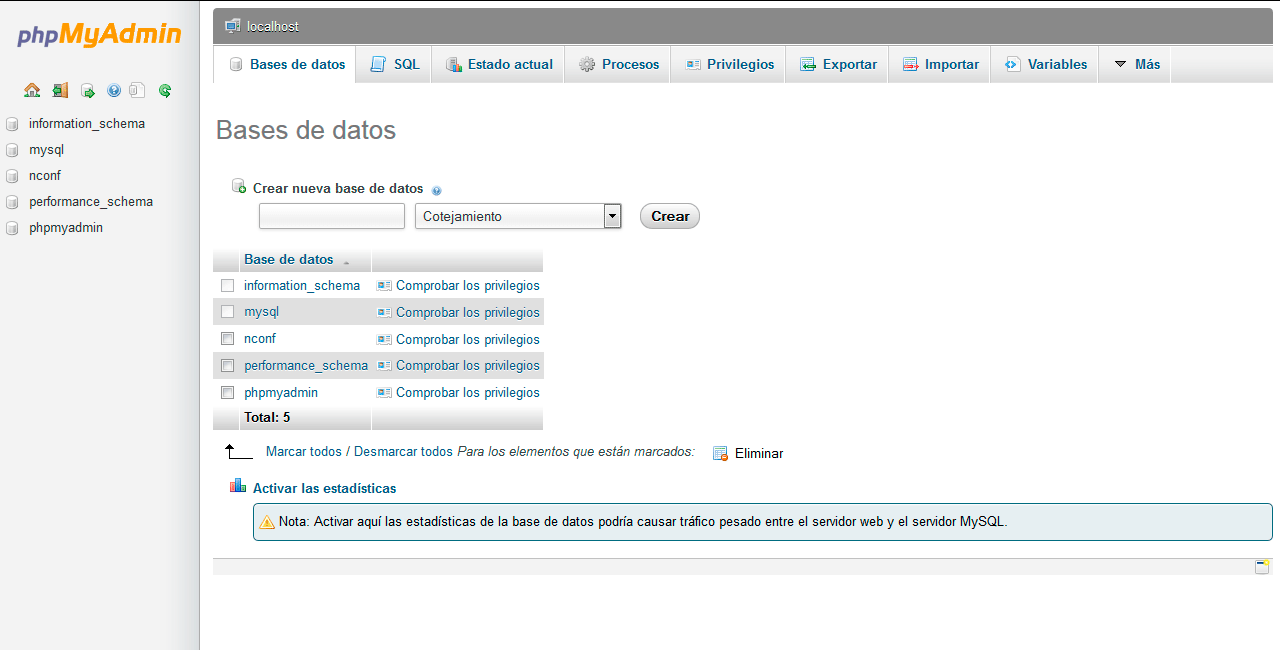 phpMyAdmin
information_schema
mysql
nconf
performance_schema
phpmyadmin
localhost
Bases de datos SQL Estado actual Procesos Privilegios Exportar Importar Variables Más
Bases de datos
Crear nueva base de datos
Cotejamiento Crear
Base de datos
information_schema Comprobar los privilegios
mysql Comprobar los privilegios
nconf Comprobar los privilegios
performance_schema Comprobar los privilegios
phpmyadmin Comprobar los privilegios
Total: 5
Marcar todos / Desmarcar todos Para los elementos que están marcados: Eliminar
Activar las estadísticas
Nota: Activar aquí las estadísticas de la base de datos podría causar tráfico pesado entre el servidor web y el servidor MySQL.